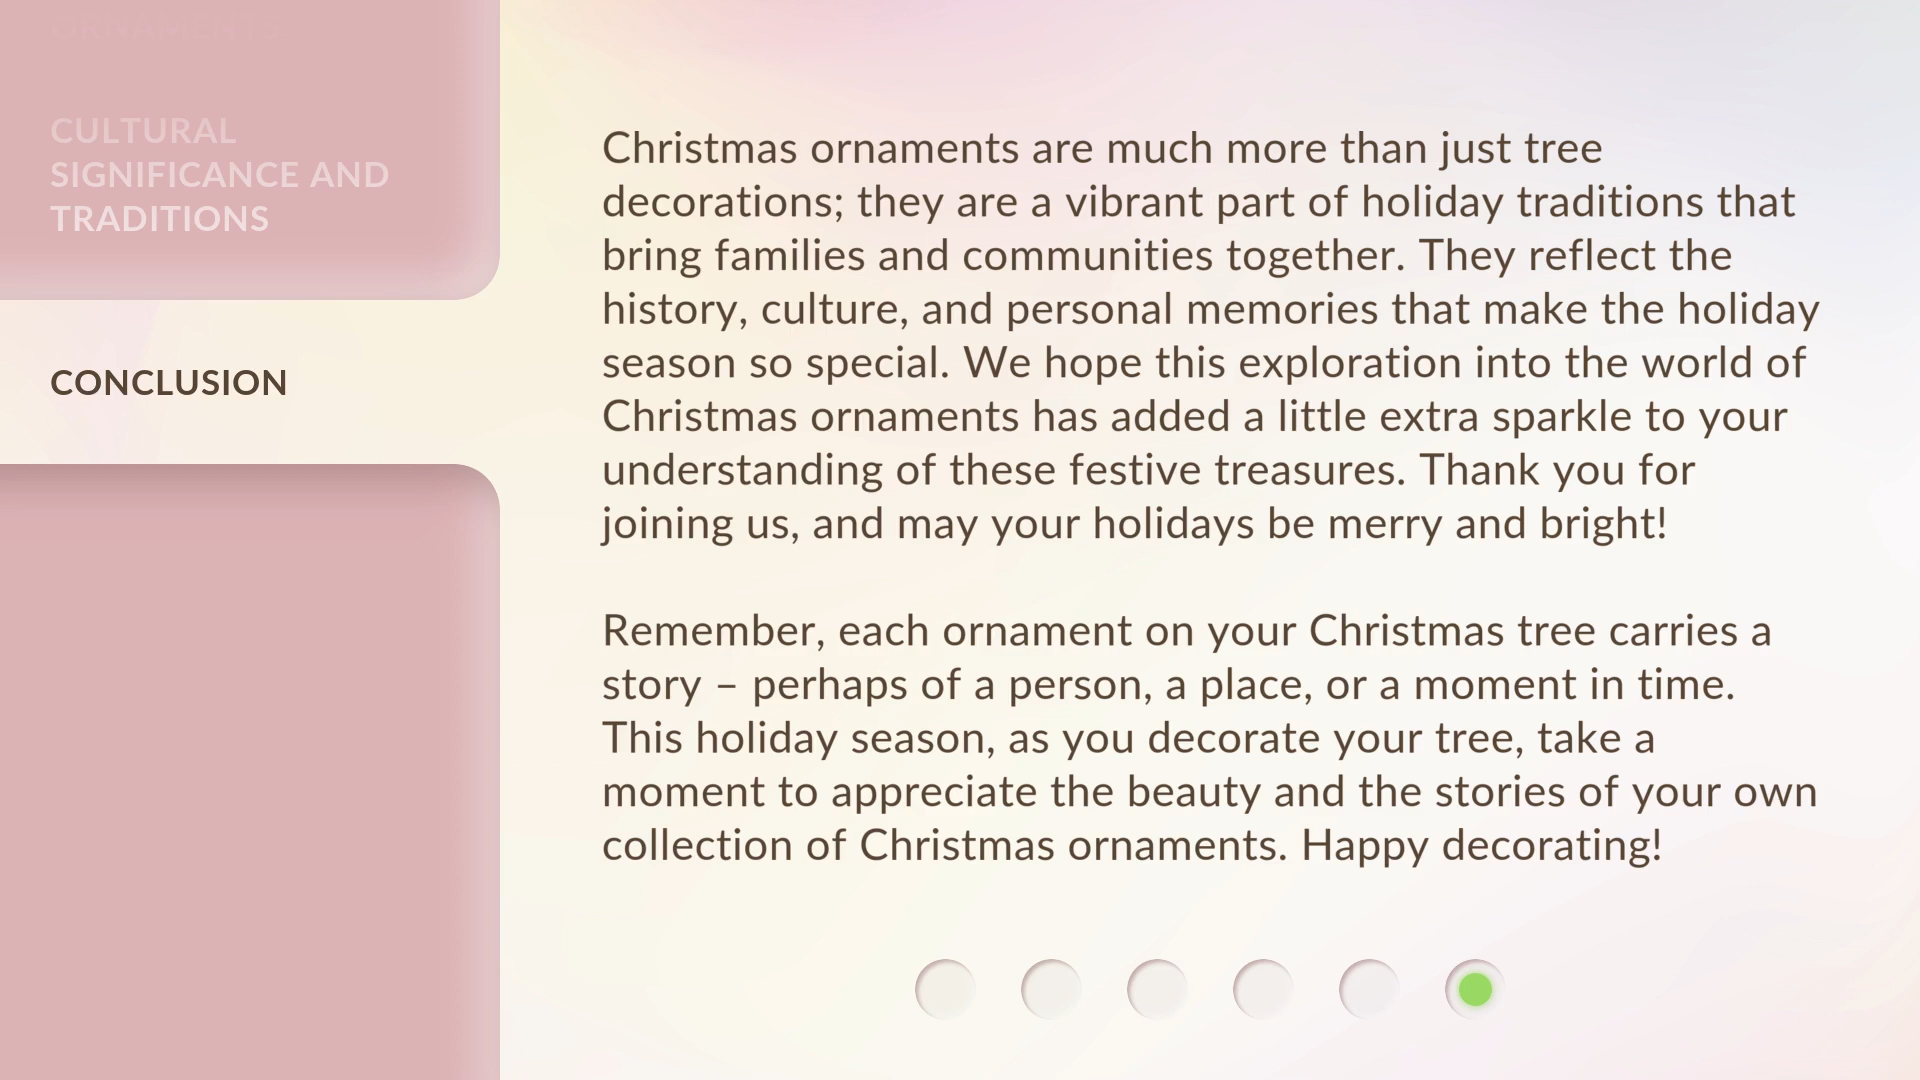 ORNAMENTS
CULTURAL
SIGNIFICANCE AND
TRADITIONS
CONCLUSION
Christmas ornaments are much more than just tree
decorations; they are a vibrant part of holiday traditions that
bring families and communities together. They reflect the
history, culture, and personal memories that make the holiday
season so special. We hope this exploration into the world of
Christmas ornaments has added a little extra sparkle to your
understanding of these festive treasures. Thank you for
joining us, and may your holidays be merry and bright!
Remember, each ornament on your Christmas tree carries a
story – perhaps of a person, a place, or a moment in time.
This holiday season, as you decorate your tree, take a
moment to appreciate the beauty and the stories of your own
collection of Christmas ornaments. Happy decorating!